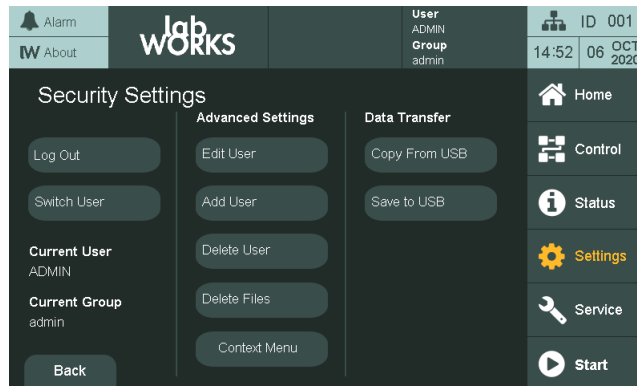 Alarm
lab
wORKS
User
ADMIN
Group
admin
ID 001
About
14:52
06 OCT 2020
Security Settings
Home
Advanced Settings
Data Transfer
Log Out
Edit User
Copy From USB
Control
Switch User
Add User
Save to USB
Status
Current User
ADMIN
Delete User
Settings
Current Group
admin
Delete Files
Service
Context Menu
Back
Start